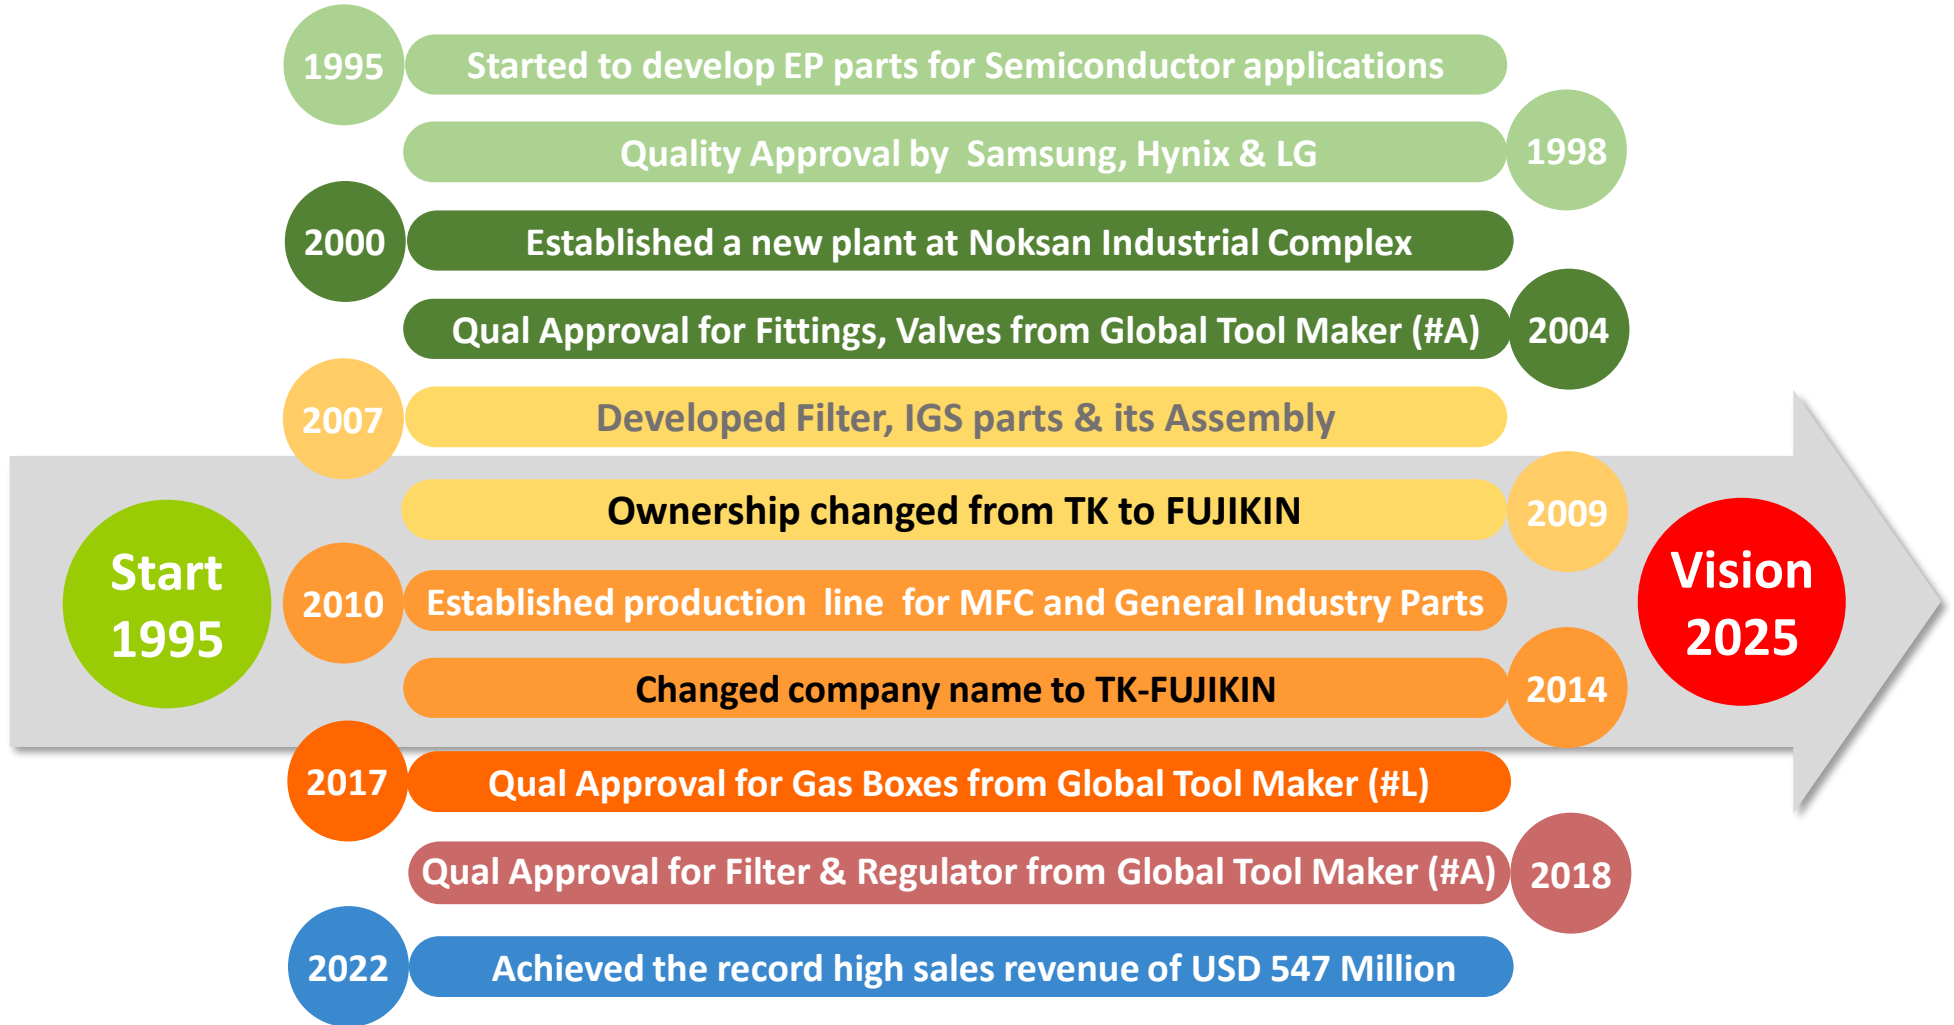 1995
Started to develop EP parts for Semiconductor applications
Quality Approval by  Samsung, Hynix & LG
1998
2000
Established a new plant at Noksan Industrial Complex
Qual Approval for Fittings, Valves from Global Tool Maker (#A)
2004
2007
Developed Filter, IGS parts & its Assembly
Ownership changed from TK to FUJIKIN
2009
Start
1995
2010
Established production  line  for MFC and General Industry Parts
Vision
2025
Changed company name to TK-FUJIKIN
2014
2017
Qual Approval for Gas Boxes from Global Tool Maker (#L)
Qual Approval for Filter & Regulator from Global Tool Maker (#A)
2018
2022
Achieved the record high sales revenue of USD 547 Million